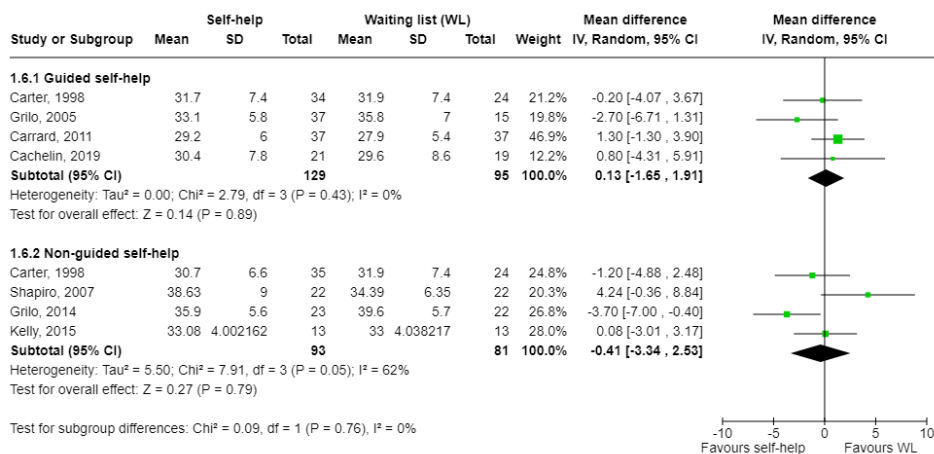 Self-help Waiting list (WL) Mean difference Mean difference
Study or Subgroup Mean SD Total Mean SD Total Weight IV, Random, 95% CI IV, Random, 95% CI
1.6.1 Guided self-help
Carter, 1998 31.7 7.4 34 31.9 7.4 24 21.2% -0.20 [-4.07 , 3.67]
Grilo, 2005 33.1 5.8 37 35.8 7 15 19.8% -2.70 [-6.71 , 1.31]
Carrard, 2011 29.2 6 37 27.9 5.4 37 46.9% 1.30 [-1.30 , 3.90]
Cachelin, 2019 30.4 7.8 21 29.6 8.6 19 12.2% 0.80 [-4.31 , 5.91]
Subtotal (95% CI) 129 95 100.0% 0.13 [-1.65 , 1.91]
Heterogeneity: Tau² = 0.00; Chi² = 2.79, df = 3 (P = 0.43); I² = 0%
Test for overall effect: Z = 0.14 (P = 0.89)
1.6.2 Non-guided self-help
Carter, 1998 30.7 6.6 35 31.9 7.4 24 24.8% -1.20 [-4.88 , 2.48]
Shapiro, 2007 38.63 9 22 34.39 6.35 22 20.3% 4.24 [-0.36 , 8.84]
Grilo, 2014 35.9 5.6 23 39.6 5.7 22 26.8% -3.70 [-7.00 , -0.40]
Kelly, 2015 33.08 4.002162 13 33 4.038217 13 28.0% 0.08 [-3.01 , 3.17]
Subtotal (95% CI) 93 81 100.0% -0.41 [-3.34 , 2.53]
Heterogeneity: Tau² = 5.50; Chi² = 7.91, df = 3 (P = 0.05); I² = 62%
Test for overall effect: Z = 0.27 (P = 0.79)
Test for subgroup differences: Chi² = 0.09, df = 1 (P = 0.76), I² = 0%
-10 -5 0 5 10
Favours self-help Favours WL